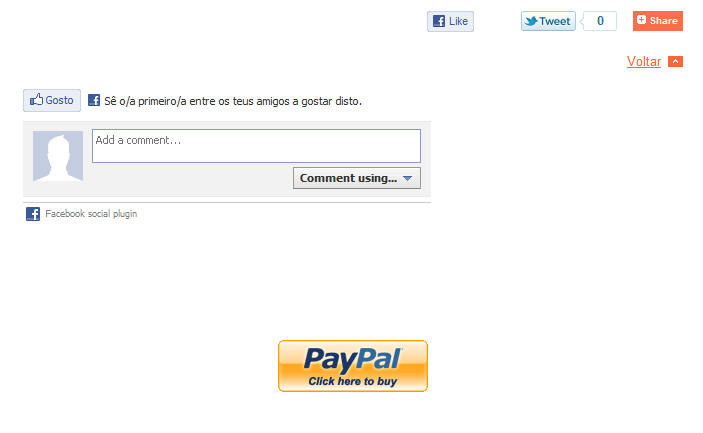 Like
Tweet
0
Share
Voltar
Gosto
Sê o/a primeiro/a entre os teus amigos a gostar disto.
Add a comment...
Comment using...
Facebook social plugin
PayPal
Click here to buy